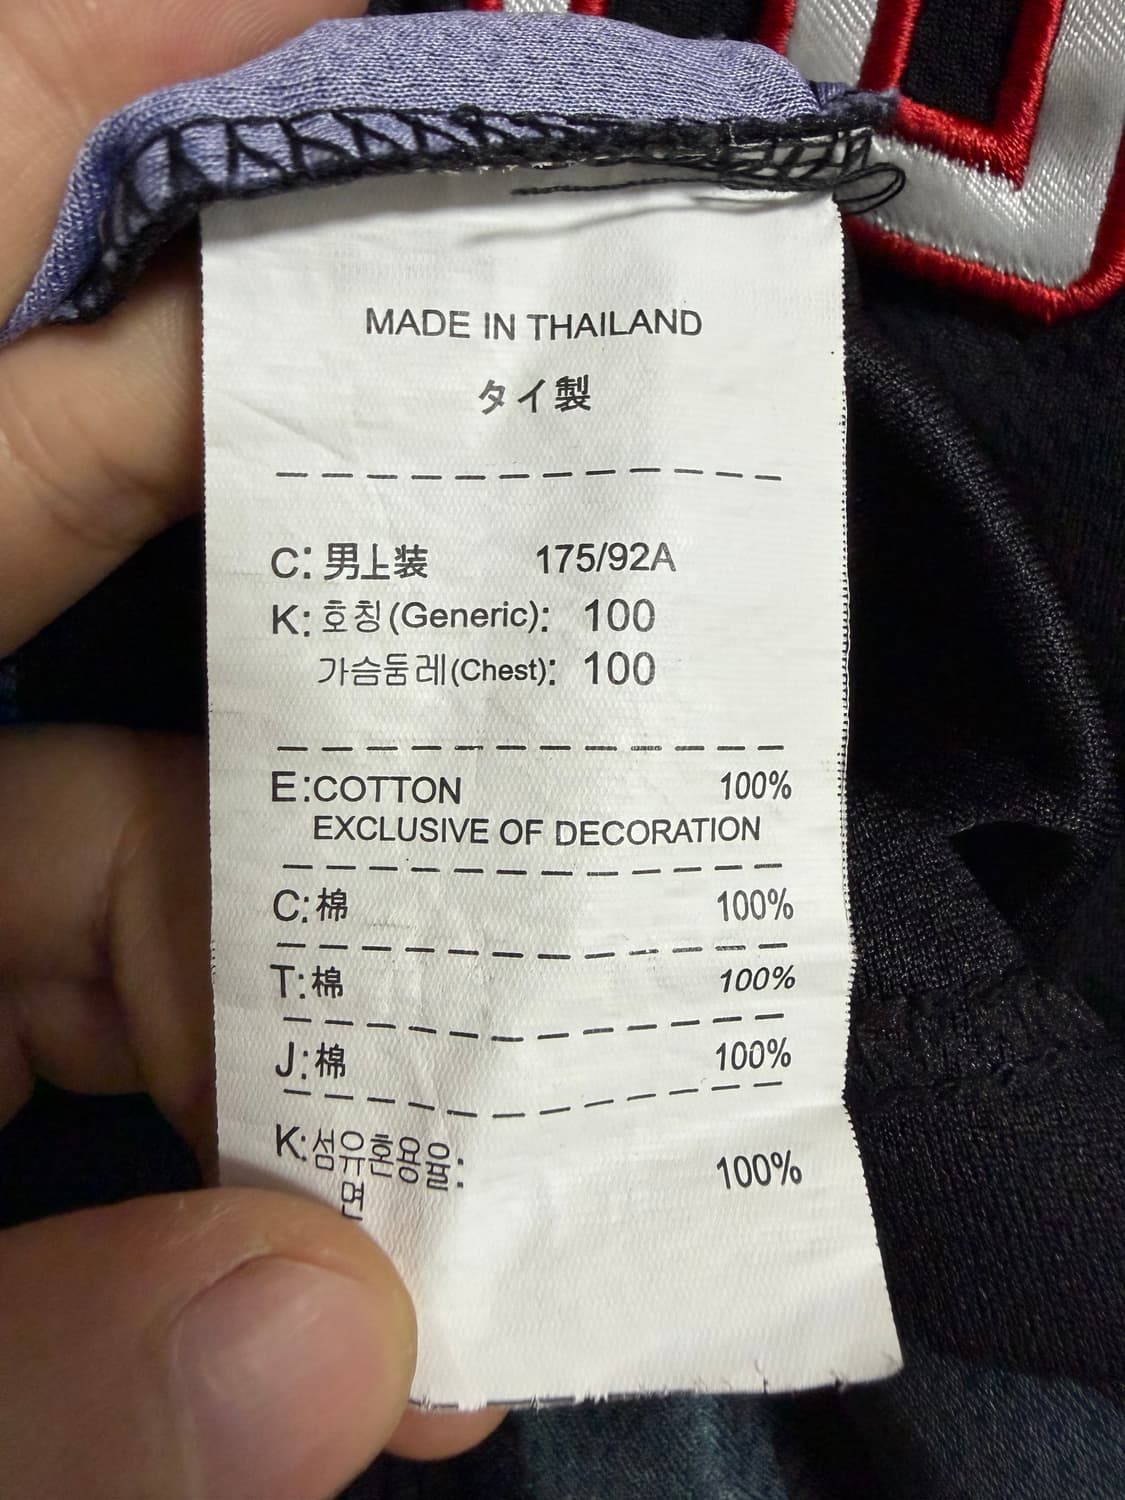 MADE IN THAILAND
タイ製
C: 男上装 175/92A
K: 호칭(Generic): 100
가슴둘레(Chest): 100
E:COTTON 100%
EXCLUSIVE OF DECORATION
C:棉 100%
T:棉 100%
J:棉 100%
K:섬유혼용율: 100%
면